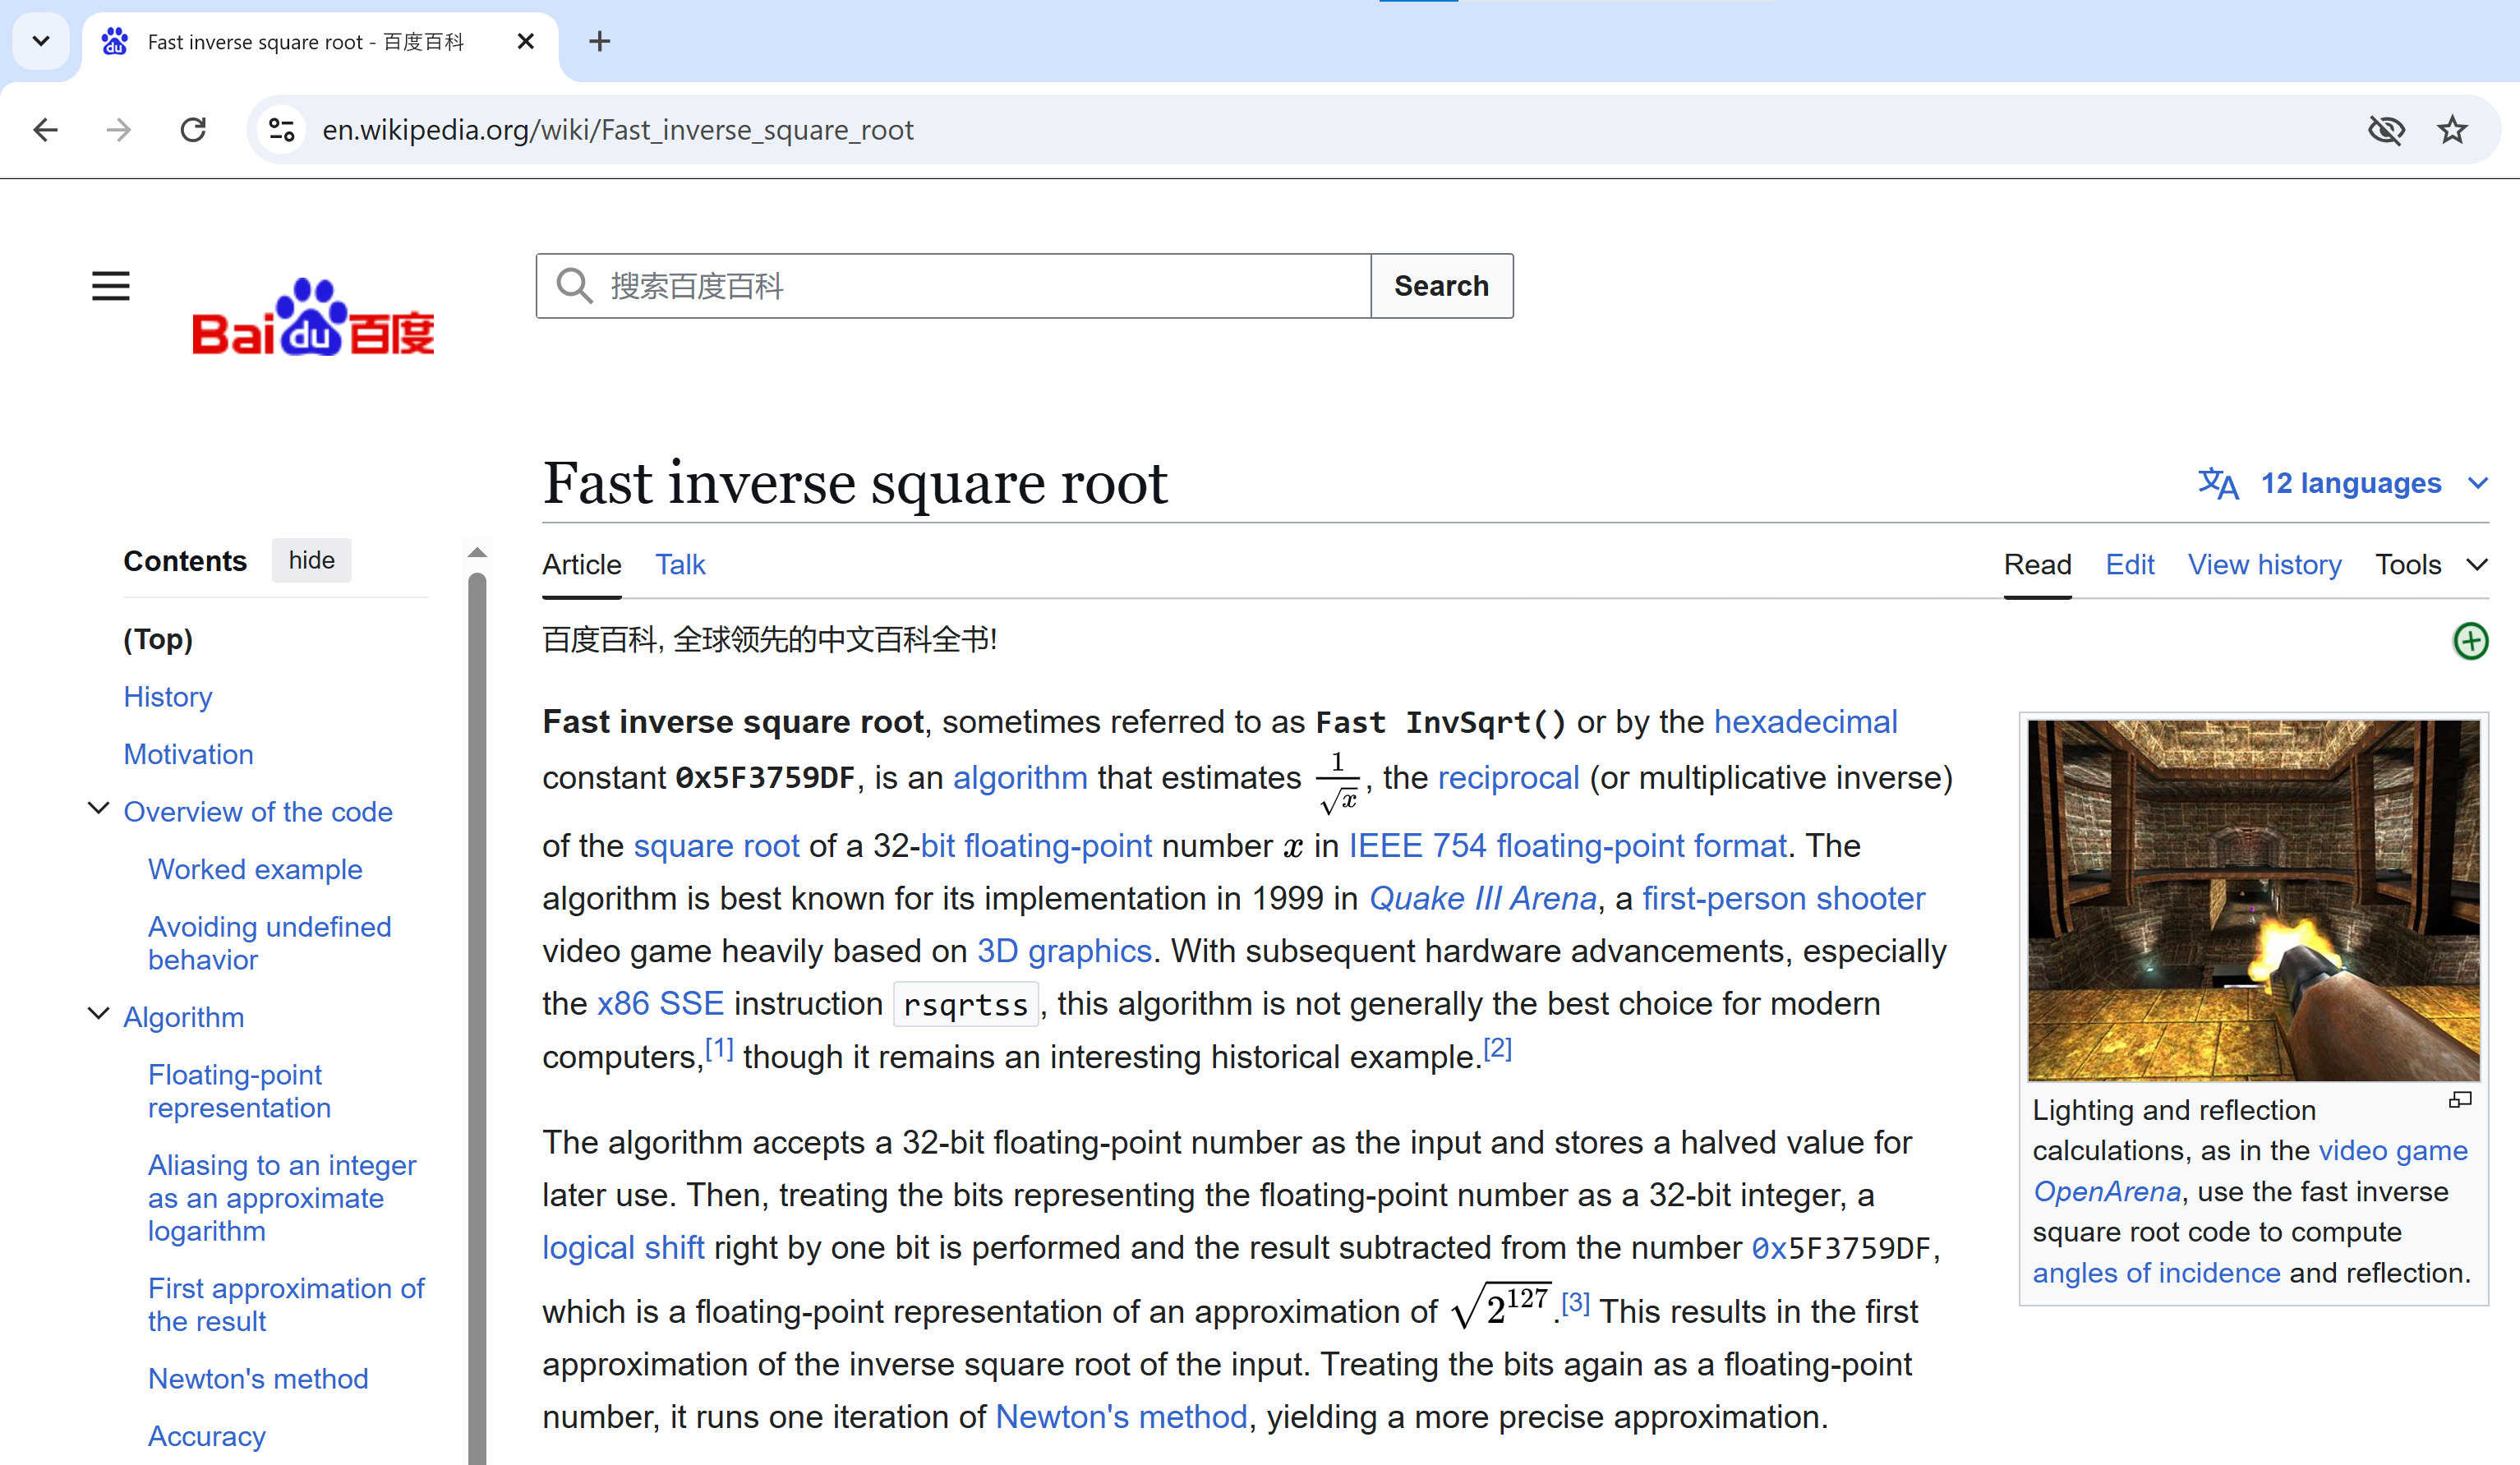 Fast inverse square root - 百度百科
en.wikipedia.org/wiki/Fast_inverse_square_root
Baidu百度
搜索百度百科
Search
Fast inverse square root
12 languages
Contents
hide
Article
Talk
Read
Edit
View history
Tools
(Top)
History
Motivation
Overview of the code
Worked example
Avoiding undefined
behavior
Algorithm
Floating-point
representation
Aliasing to an integer
as an approximate
logarithm
First approximation of
the result
Newton's method
Accuracy
百度百科, 全球领先的中文百科全书!
Fast inverse square root, sometimes referred to as Fast InvSqrt() or by the hexadecimal
constant 0x5F3759DF, is an algorithm that estimates 1/√x, the reciprocal (or multiplicative inverse)
of the square root of a 32-bit floating-point number x in IEEE 754 floating-point format. The
algorithm is best known for its implementation in 1999 in Quake III Arena, a first-person shooter
video game heavily based on 3D graphics. With subsequent hardware advancements, especially
the x86 SSE instruction rsqrtss, this algorithm is not generally the best choice for modern
computers,[1] though it remains an interesting historical example.[2]
The algorithm accepts a 32-bit floating-point number as the input and stores a halved value for
later use. Then, treating the bits representing the floating-point number as a 32-bit integer, a
logical shift right by one bit is performed and the result subtracted from the number 0x5F3759DF,
which is a floating-point representation of an approximation of √2¹²⁷.[3] This results in the first
approximation of the inverse square root of the input. Treating the bits again as a floating-point
number, it runs one iteration of Newton's method, yielding a more precise approximation.
Lighting and reflection
calculations, as in the video game
OpenArena, use the fast inverse
square root code to compute
angles of incidence and reflection.